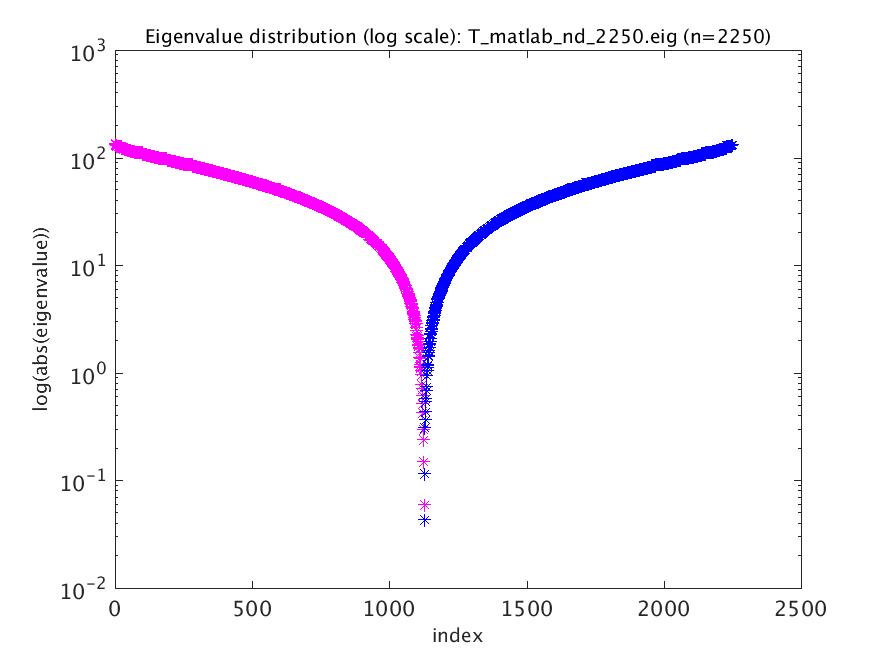 Eigenvalue distribution (log scale): T_matlab_nd_2250.eig (n=2250)
10^3
10^2
10^1
10^0
10^-1
10^-2
log(abs(eigenvalue))
0 500 1000 1500 2000 2500
index